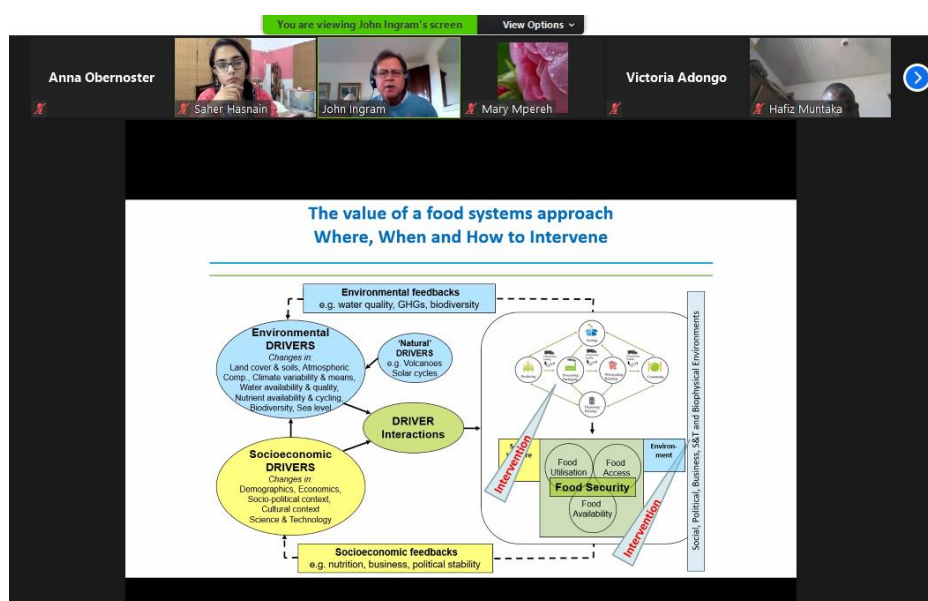 You are viewing John Ingram's screen
View Options
Anna Obernoster
Saher Hasnain
John Ingram
Mary Mpereh
Victoria Adongo
Hafiz Muntaka
The value of a food systems approach
Where, When and How to Intervene
Environmental feedbacks
e.g. water quality, GHGs, biodiversity
Environmental
DRIVERS
Changes in:
Land cover & soils, Atmospheric
Comp., Climate variability & means,
Water availability & quality,
Nutrient availability & cycling,
Biodiversity, Sea level
'Natural'
DRIVERS
e.g. Volcanoes
Solar cycles
DRIVER
Interactions
Socioeconomic
DRIVERS
Changes in:
Demographics, Economics,
Socio-political context,
Cultural context
Science & Technology
Socioeconomic feedbacks
e.g. nutrition, business, political stability
Producing
Consuming
Intervention
Environ-
ment
Food
Utilisation
Food
Access
Food Security
Food
Availability
Intervention
Social, Political, Business, S&T and Biophysical Environments